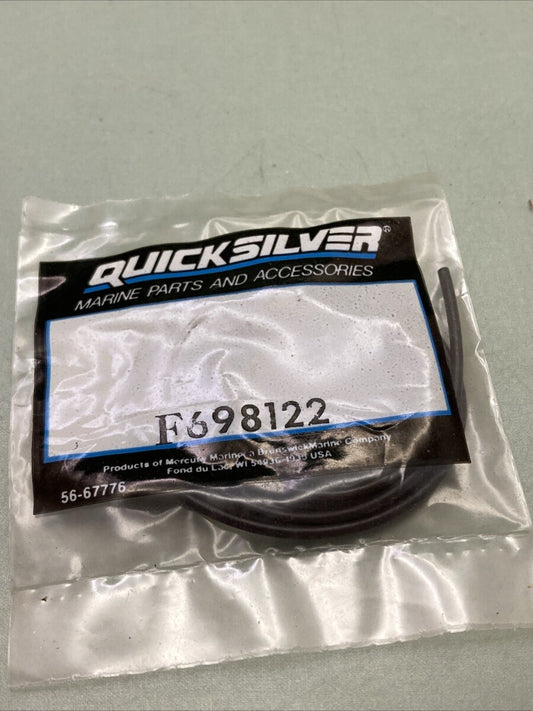 QUICKSILVER®
MARINE PARTS AND ACCESSORIES
F698122
Products of Mercury Marine, a Brunswick Marine Company
Fond du Lac, WI 54936-1939 USA
56-67776